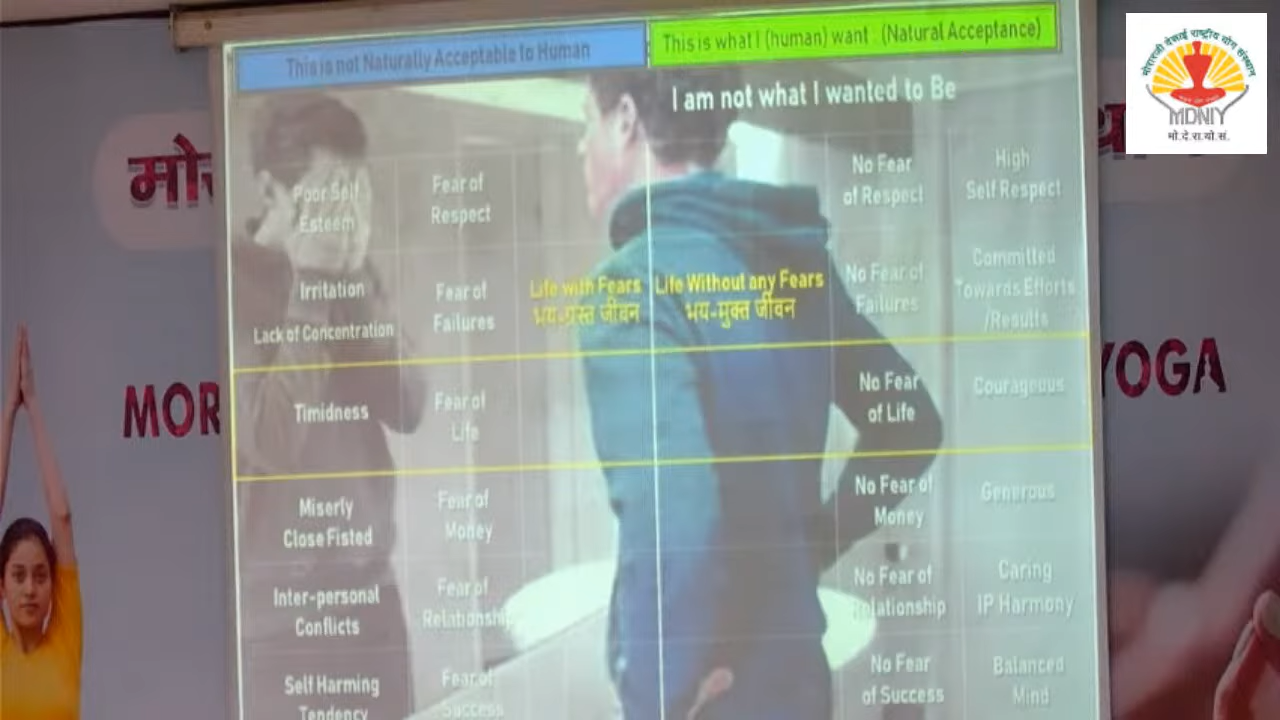 This is not Naturally Acceptable to Human
This is what I (human) want : (Natural Acceptance)
I am not what I wanted to Be
Poor Self
Esteem
Fear of
Respect
No Fear
of Respect
High
Self Respect
Irritation
Lack of Concentration
Fear of
Failures
Life with Fears
भय-ग्रस्त जीवन
Life Without any Fears
भय-मुक्त जीवन
No Fear of
Failures
Committed
Towards Efforts
/Results
Timidness
Fear of
Life
No Fear
of Life
Courageous
Miserly
Close Fisted
Fear of
Money
No Fear of
Money
Generous
Inter-personal
Conflicts
Fear of
Relationship
No Fear of
Relationship
Caring
IP Harmony
Self Harming
Tendency
Fear of
Success
No Fear
of Success
Balanced
Mind
MOR
YOGA
मोरारजी देसाई राष्ट्रीय योग संस्थान
MDNIY
मो.दे.रा.यो.सं.